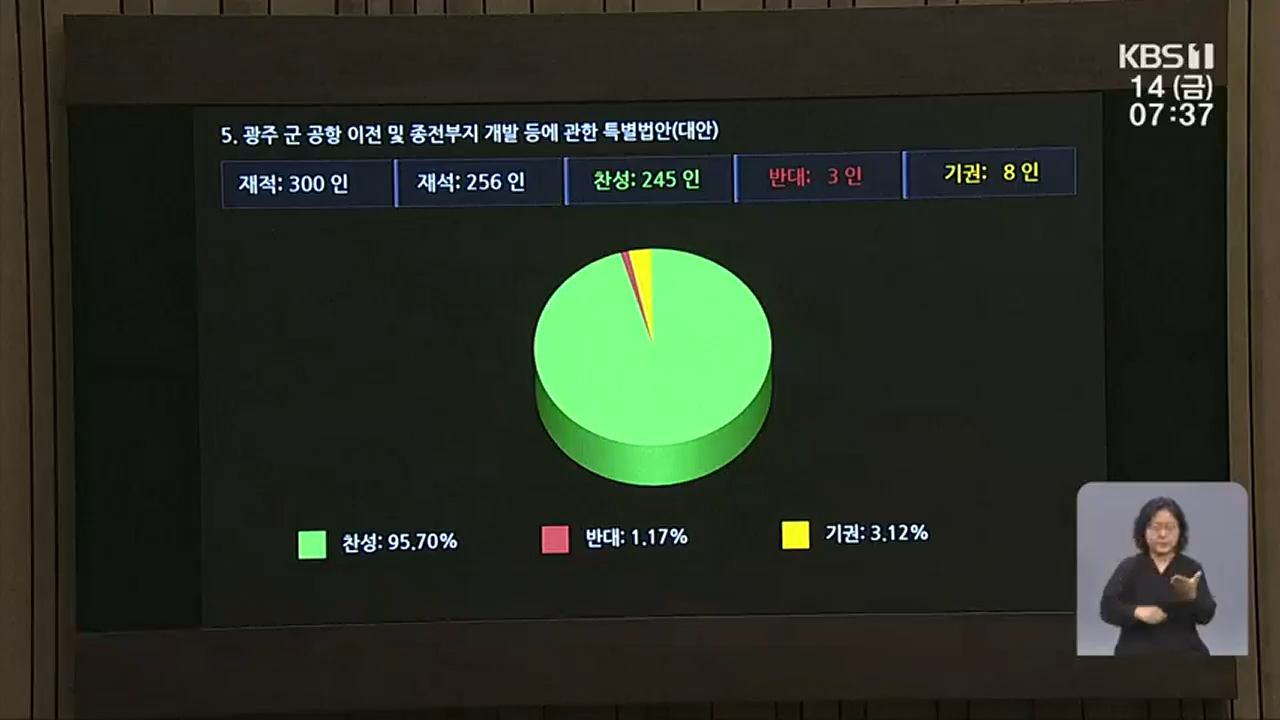 KBS 1
14 (금)
07:37
5. 광주 군 공항 이전 및 종전부지 개발 등에 관한 특별법안(대안)
재적: 300 인 재석: 256 인 찬성: 245 인 반대: 3 인 기권: 8 인
찬성: 95.70% 반대: 1.17% 기권: 3.12%